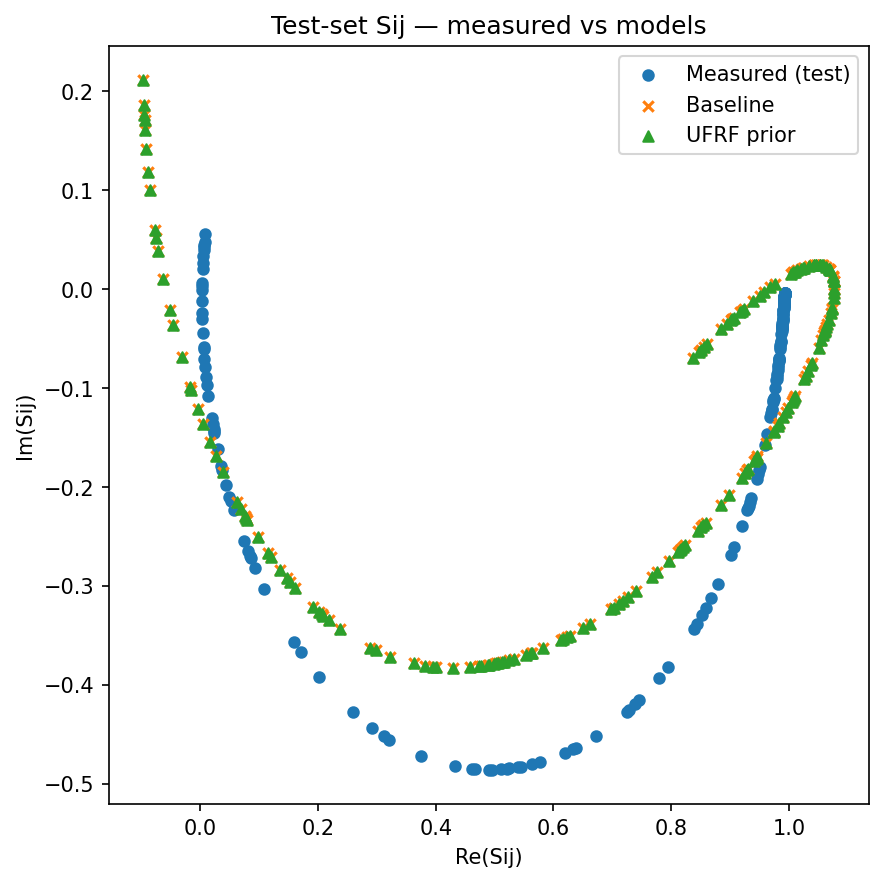 Test-set Sij — measured vs models
Measured (test)
Baseline
UFRF prior
0.2
0.1
0.0
−0.1
−0.2
−0.3
−0.4
−0.5
Im(Sij)
0.0 0.2 0.4 0.6 0.8 1.0
Re(Sij)